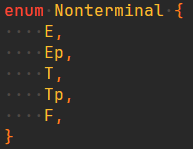 enum Nonterminal {
    E,
    Ep,
    T,
    Tp,
    F,
}